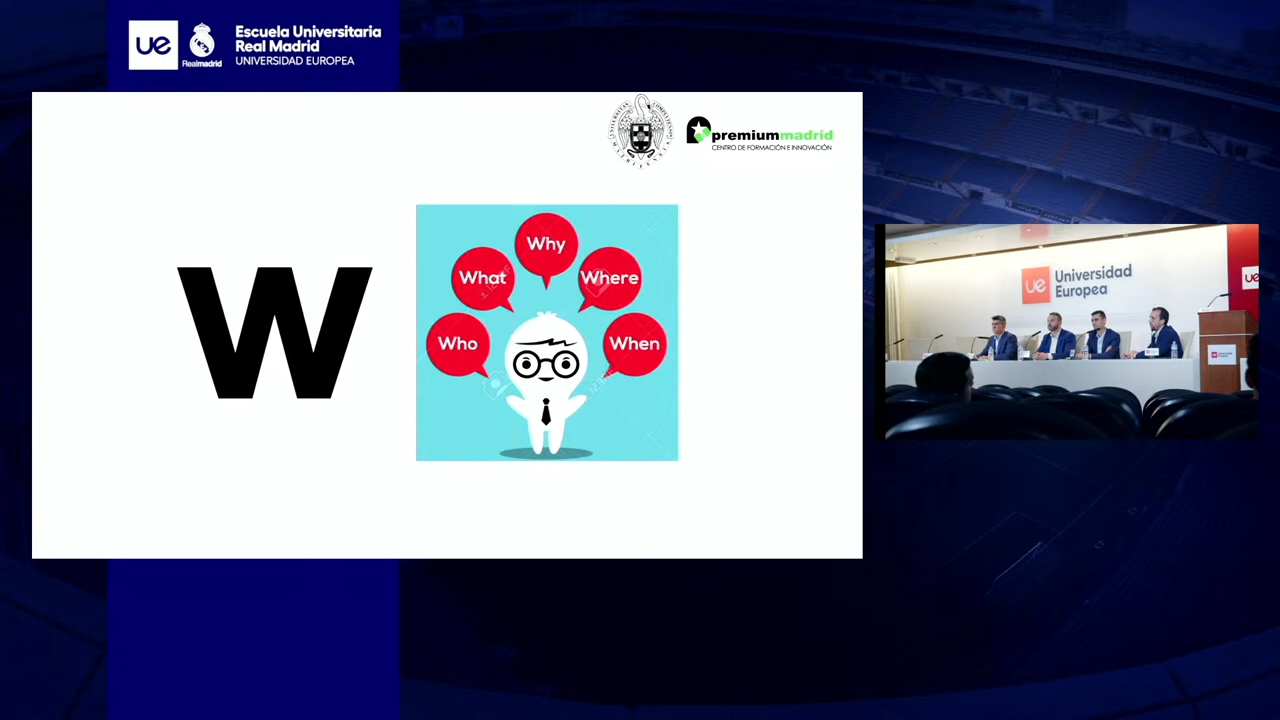 ue
Realmadrid
Escuela Universitaria
Real Madrid
UNIVERSIDAD EUROPEA
premiummadrid
CENTRO DE FORMACIÓN E INNOVACIÓN
W
Why
What
Where
Who
When
ue
Universidad
Europea
ue